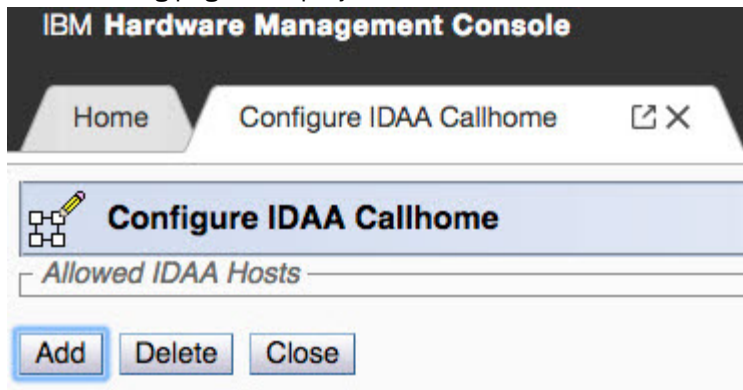 IBM Hardware Management Console
Home Configure IDAA Callhome
Configure IDAA Callhome
Allowed IDAA Hosts
Add Delete Close